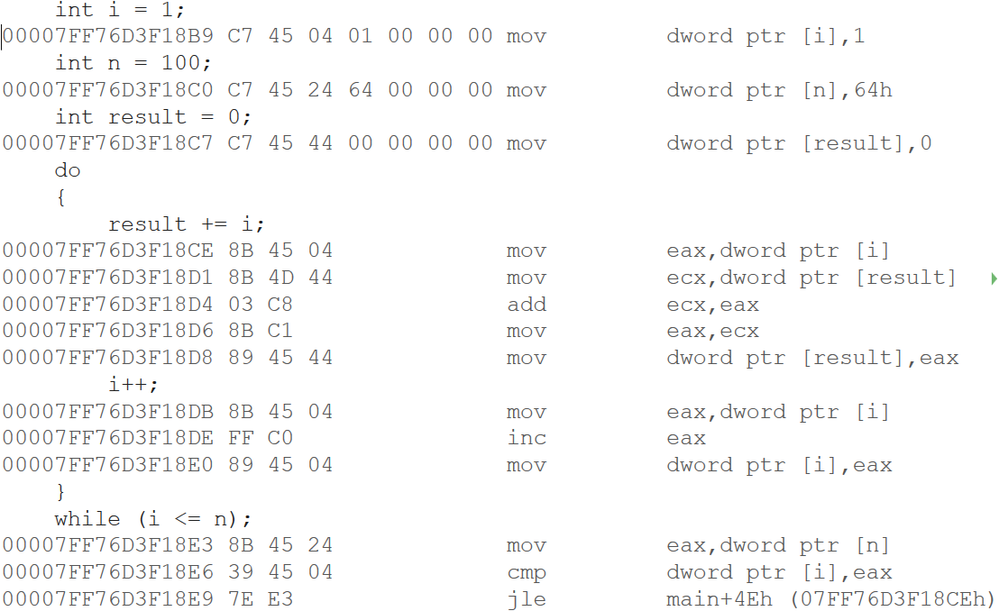 int i = 1;
00007FF76D3F18B9 C7 45 04 01 00 00 00 mov         dword ptr [i],1
    int n = 100;
00007FF76D3F18C0 C7 45 24 64 00 00 00 mov         dword ptr [n],64h
    int result = 0;
00007FF76D3F18C7 C7 45 44 00 00 00 00 mov         dword ptr [result],0
    do
    {
        result += i;
00007FF76D3F18CE 8B 45 04             mov         eax,dword ptr [i]
00007FF76D3F18D1 8B 4D 44             mov         ecx,dword ptr [result]
00007FF76D3F18D4 03 C8                add         ecx,eax
00007FF76D3F18D6 8B C1                mov         eax,ecx
00007FF76D3F18D8 89 45 44             mov         dword ptr [result],eax
        i++;
00007FF76D3F18DB 8B 45 04             mov         eax,dword ptr [i]
00007FF76D3F18DE FF C0                inc         eax
00007FF76D3F18E0 89 45 04             mov         dword ptr [i],eax
    }
    while (i <= n);
00007FF76D3F18E3 8B 45 24             mov         eax,dword ptr [n]
00007FF76D3F18E6 39 45 04             cmp         dword ptr [i],eax
00007FF76D3F18E9 7E E3                jle         main+4Eh (07FF76D3F18CEh)